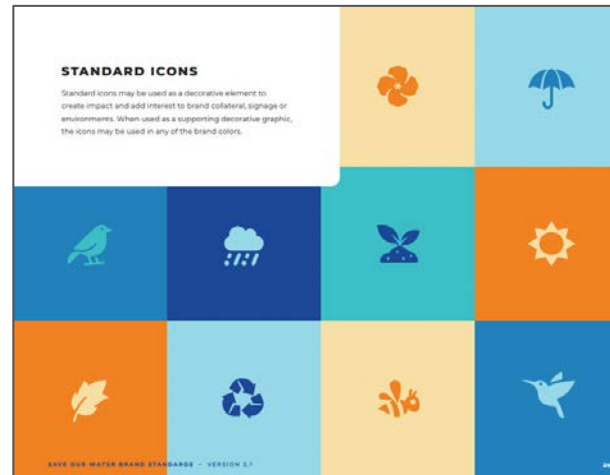 STANDARD ICONS
Standard icons may be used as a decorative element to
create impact and add interest to brand collateral, signage or
environments. When used as a supporting decorative graphic,
the icons may be used in any of the brand colors.
SAVE OUR WATER BRAND STANDARDS • VERSION 2.1